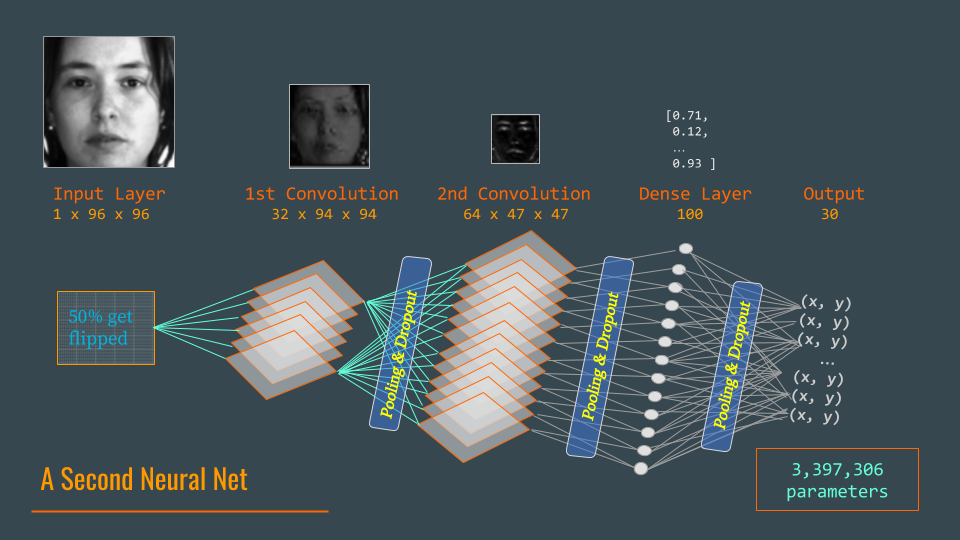 [0.71,
0.12,
...
0.93 ]
Input Layer
1 x 96 x 96
1st Convolution
32 x 94 x 94
2nd Convolution
64 x 47 x 47
Dense Layer
100
Output
30
50% get
flipped
Pooling & Dropout
Pooling & Dropout
Pooling & Dropout
(x, y)
(x, y)
(x, y)
...
(x, y)
(x, y)
(x, y)
A Second Neural Net
3,397,306
parameters